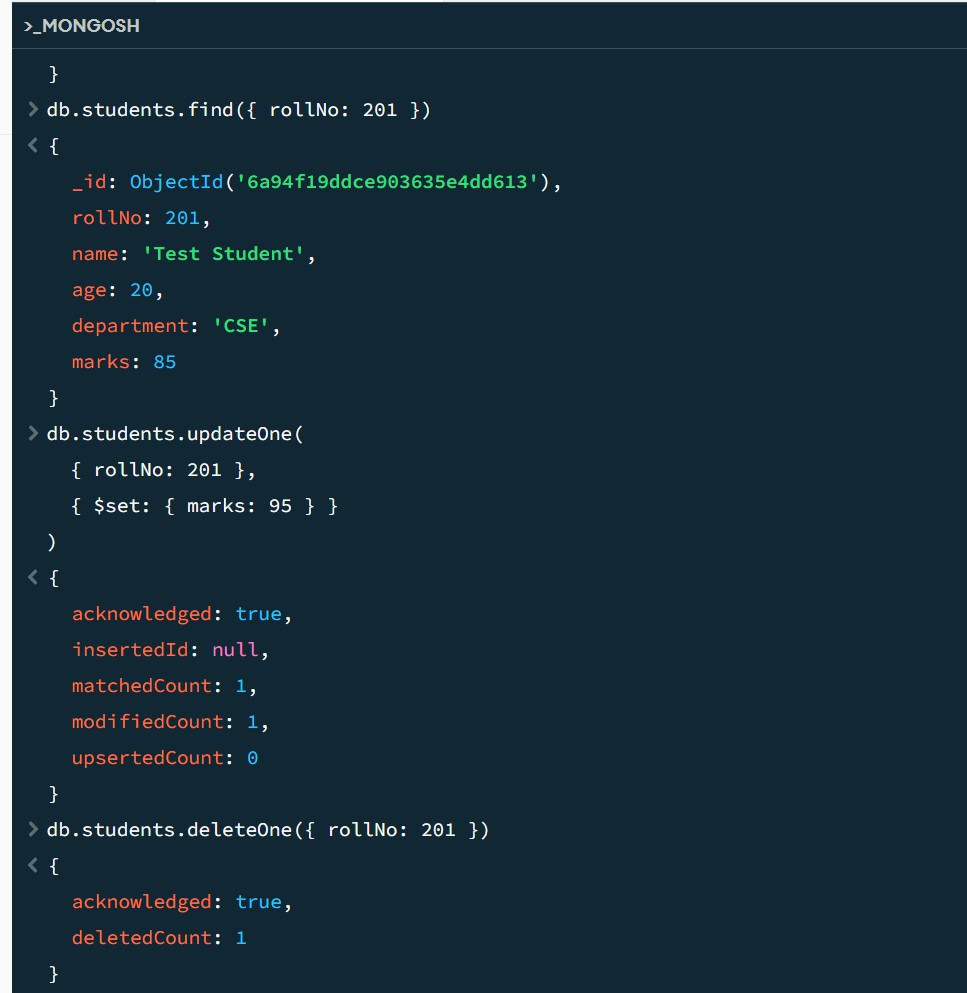 >_MONGOSH
}
> db.students.find({ rollNo: 201 })
< {
_id: ObjectId('6a94f19ddce903635e4dd613'),
rollNo: 201,
name: 'Test Student',
age: 20,
department: 'CSE',
marks: 85
}
> db.students.updateOne(
{ rollNo: 201 },
{ $set: { marks: 95 } }
)
< {
acknowledged: true,
insertedId: null,
matchedCount: 1,
modifiedCount: 1,
upsertedCount: 0
}
> db.students.deleteOne({ rollNo: 201 })
< {
acknowledged: true,
deletedCount: 1
}